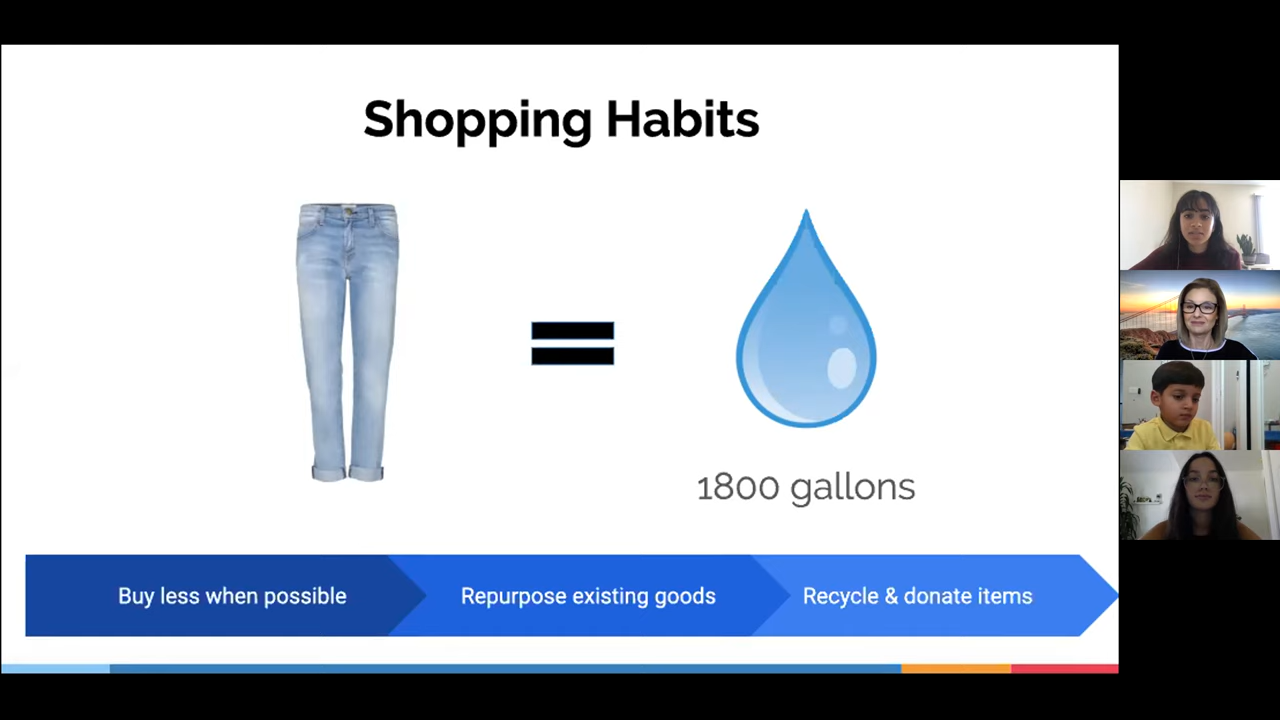 Shopping Habits
1800 gallons
Buy less when possible
Repurpose existing goods
Recycle & donate items